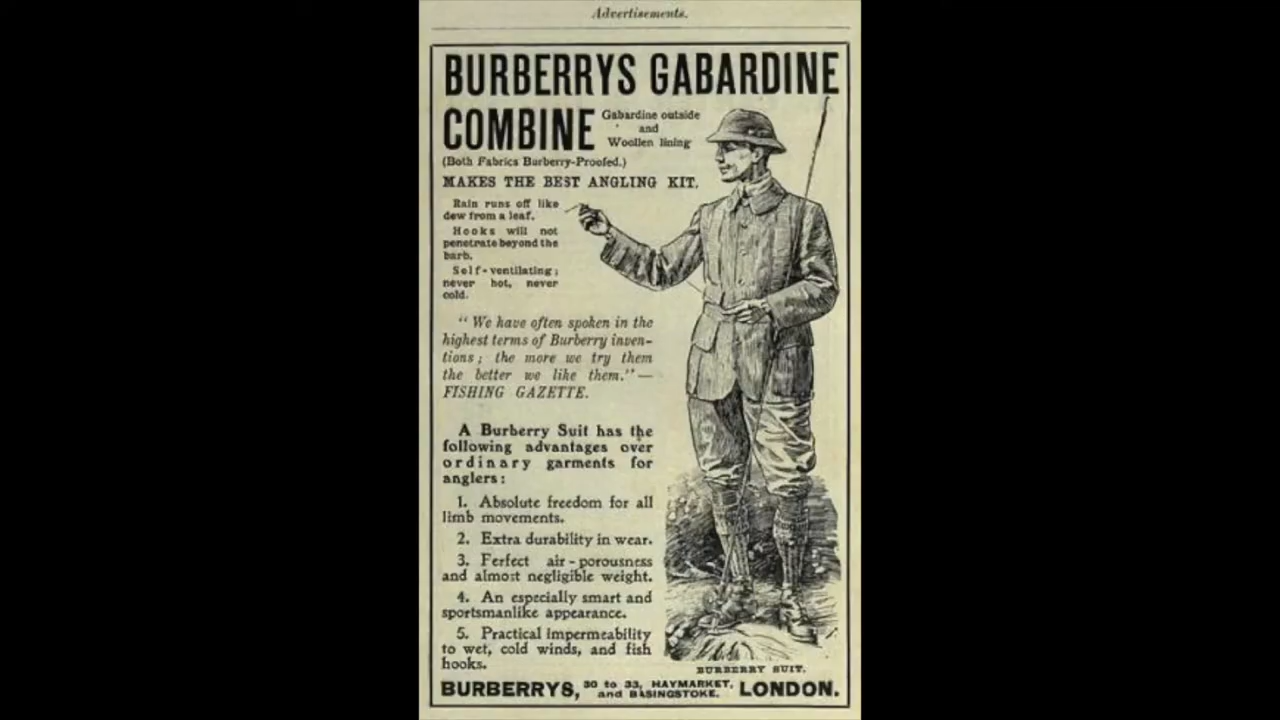 Advertisements.
BURBERRYS GABARDINE
COMBINE
Gabardine outside
and
Woollen lining
(Both Fabrics Burberry-Proofed.)
MAKES THE BEST ANGLING KIT.
Rain runs off like
dew from a leaf.
Hooks will not
penetrate beyond the
barb.
Self-ventilating;
never hot, never
cold.
"We have often spoken in the
highest terms of Burberry inven-
tions; the more we try them
the better we like them."—
FISHING GAZETTE.
A Burberry Suit has the
following advantages over
ordinary garments for
anglers:
1. Absolute freedom for all
limb movements.
2. Extra durability in wear.
3. Perfect air-porousness
and almost negligible weight.
4. An especially smart and
sportsmanlike appearance.
5. Practical impermeability
to wet, cold winds, and fish
hooks.
BURBERRY SUIT.
BURBERRYS, 30 to 33, HAYMARKET,
and BASINGSTOKE. LONDON.